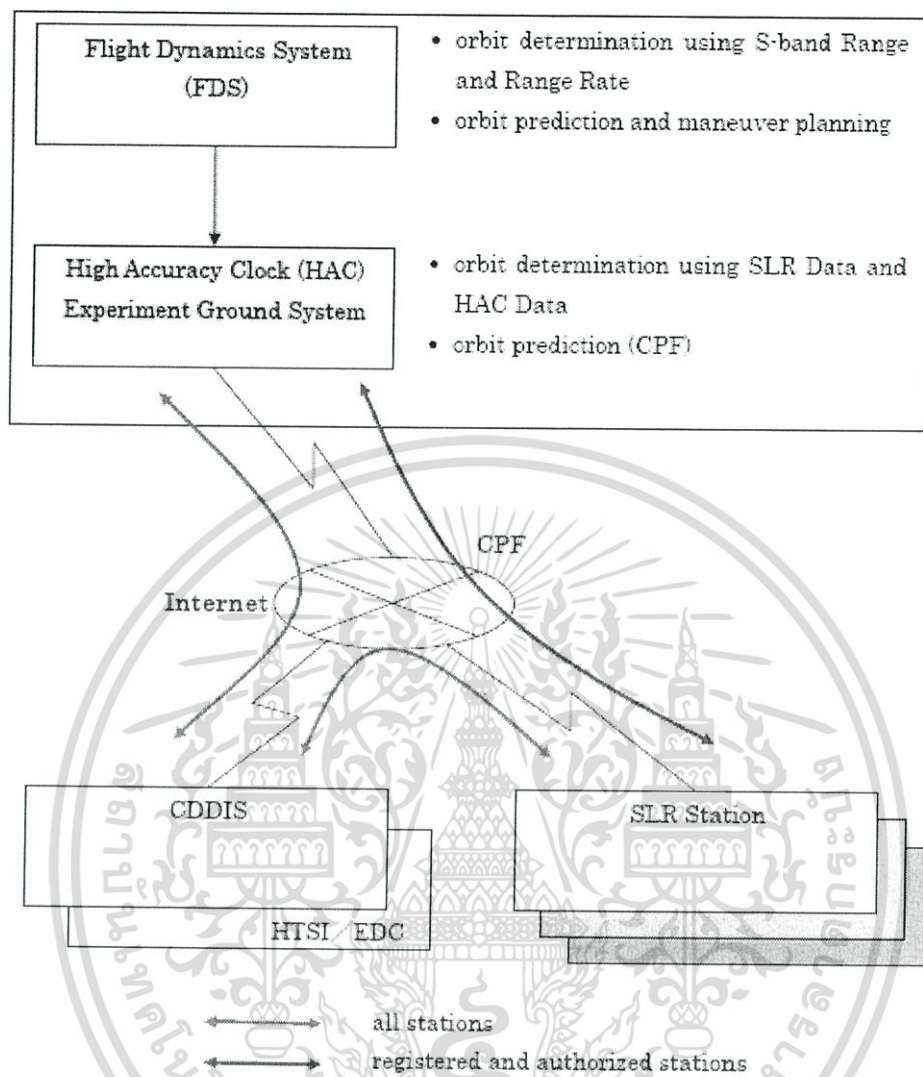 Flight Dynamics System
(FDS)
• orbit determination using S-band Range
and Range Rate
• orbit prediction and maneuver planning
High Accuracy Clock (HAC)
Experiment Ground System
• orbit determination using SLR Data and
HAC Data
• orbit prediction (CPF)
CPF
Internet
CDDIS
HTSI / EDC
SLR Station
all stations
registered and authorized stations